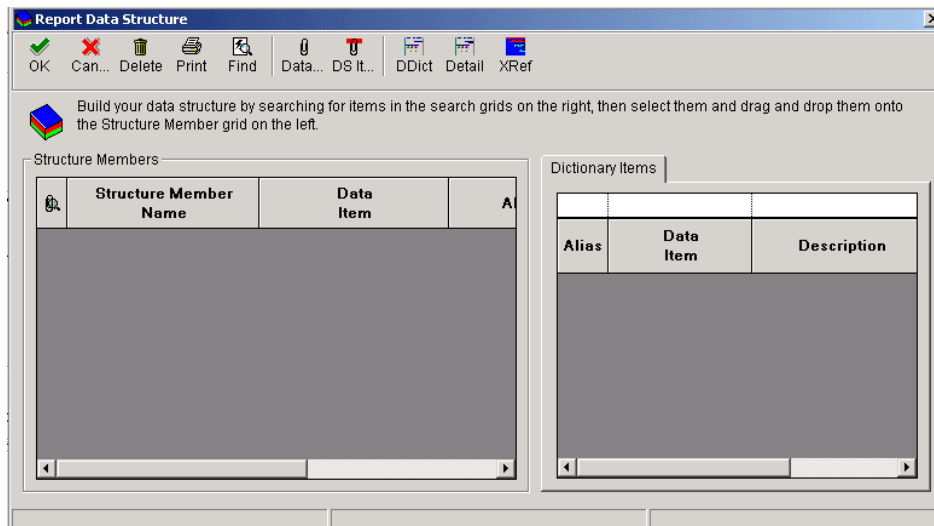 Report Data Structure
OK Can... Delete Print Find Data... DS It... DDict Detail XRef
Build your data structure by searching for items in the search grids on the right, then select them and drag and drop them onto
the Structure Member grid on the left.
Structure Members
Structure Member Name
Data Item
Al
Dictionary Items
Alias
Data Item
Description